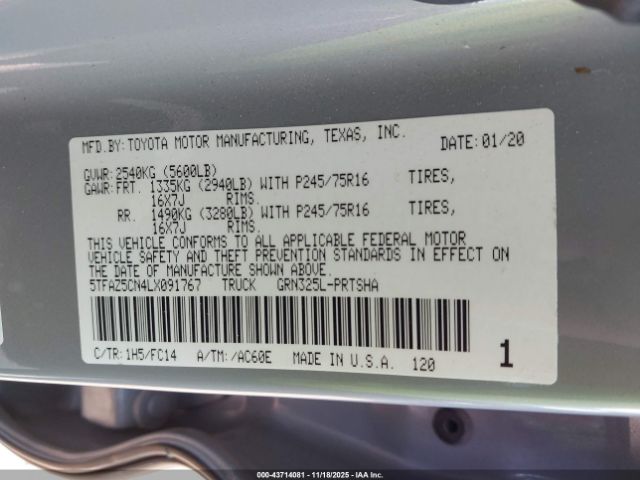 MFD.BY:TOYOTA MOTOR MANUFACTURING, TEXAS, INC. DATE:01/20
GVWR:2540KG (5600LB)
GAWR:FRT. 1335KG (2940LB) WITH P245/75R16 TIRES,
16X7J RIMS.
RR. 1490KG (3280LB) WITH P245/75R16 TIRES,
16X7J RIMS.
THIS VEHICLE CONFORMS TO ALL APPLICABLE FEDERAL MOTOR
VEHICLE SAFETY AND THEFT PREVENTION STANDARDS IN EFFECT ON
THE DATE OF MANUFACTURE SHOWN ABOVE.
5TFAZ5CN4LX091767 TRUCK GRN325L-PRTSHA
C/TR:1H5/FC14 A/TM:/AC60E MADE IN U.S.A. 120 1
000-43714081 - 11/18/2025 - IAA Inc.